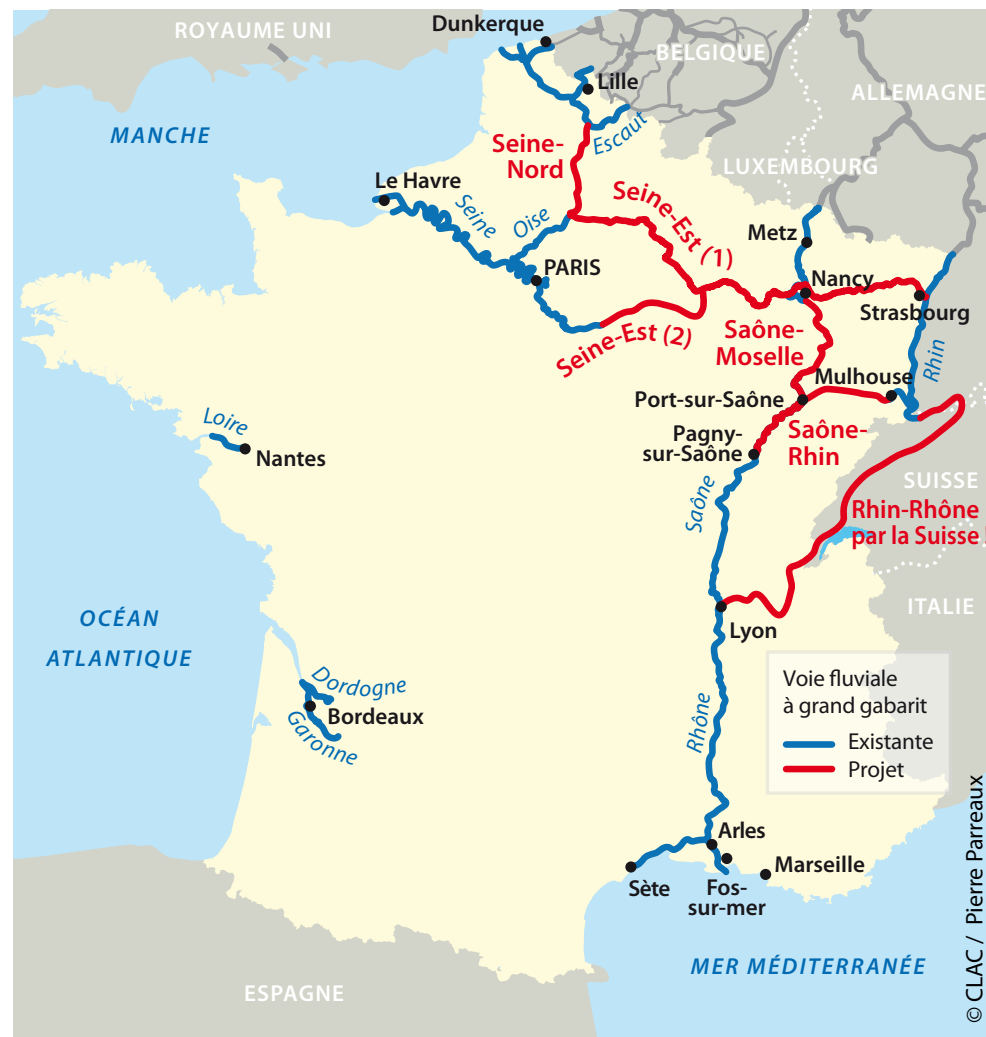 Dunkerque
ROYAUME UNI
BELGIQUE
Lille
ALLEMAGNE
MANCHE
Escaut
Seine-
Nord
LUXEMBOURG
Le Havre
Seine
Oise
Seine-Est (1)
Metz
PARIS
Nancy
Strasbourg
Seine-Est (2)
Saône-
Moselle
Rhin
Mulhouse
Port-sur-Saône
Loire
Nantes
Pagny-
sur-Saône
Saône-
Rhin
SUISSE
Saône
Rhin-Rhône
par la Suisse !
OCÉAN
ATLANTIQUE
ITALIE
Lyon
Dordogne
Bordeaux
Garonne
Rhône
Voie fluviale
à grand gabarit
Existante
Projet
Arles
Marseille
Sète
Fos-
sur-mer
MER MÉDITERRANÉE
ESPAGNE
© CLAC / Pierre Parreaux